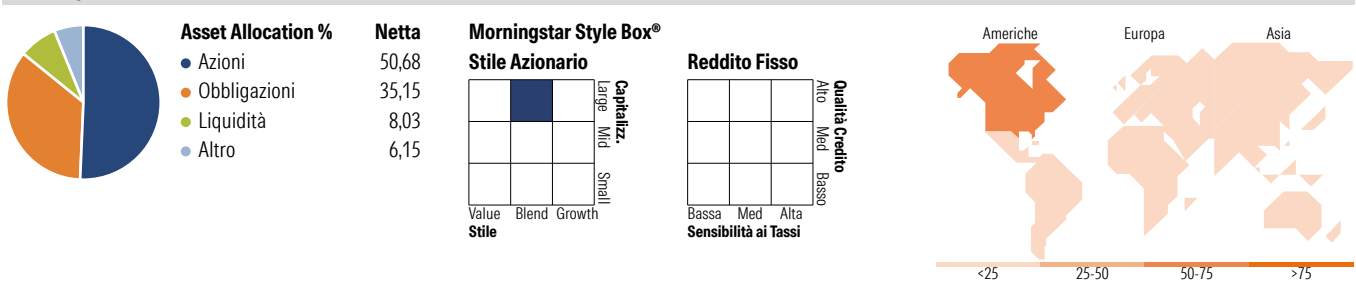 Asset Allocation % Netta
Azioni 50,68
Obbligazioni 35,15
Liquidità 8,03
Altro 6,15
Morningstar Style Box®
Stile Azionario
Large Mid Small
Capitalizz.
Value Blend Growth
Stile
Reddito Fisso
Alto Med Basso
Qualità Credito
Bassa Med Alta
Sensibilità ai Tassi
Americhe Europa Asia
<25 25-50 50-75 >75